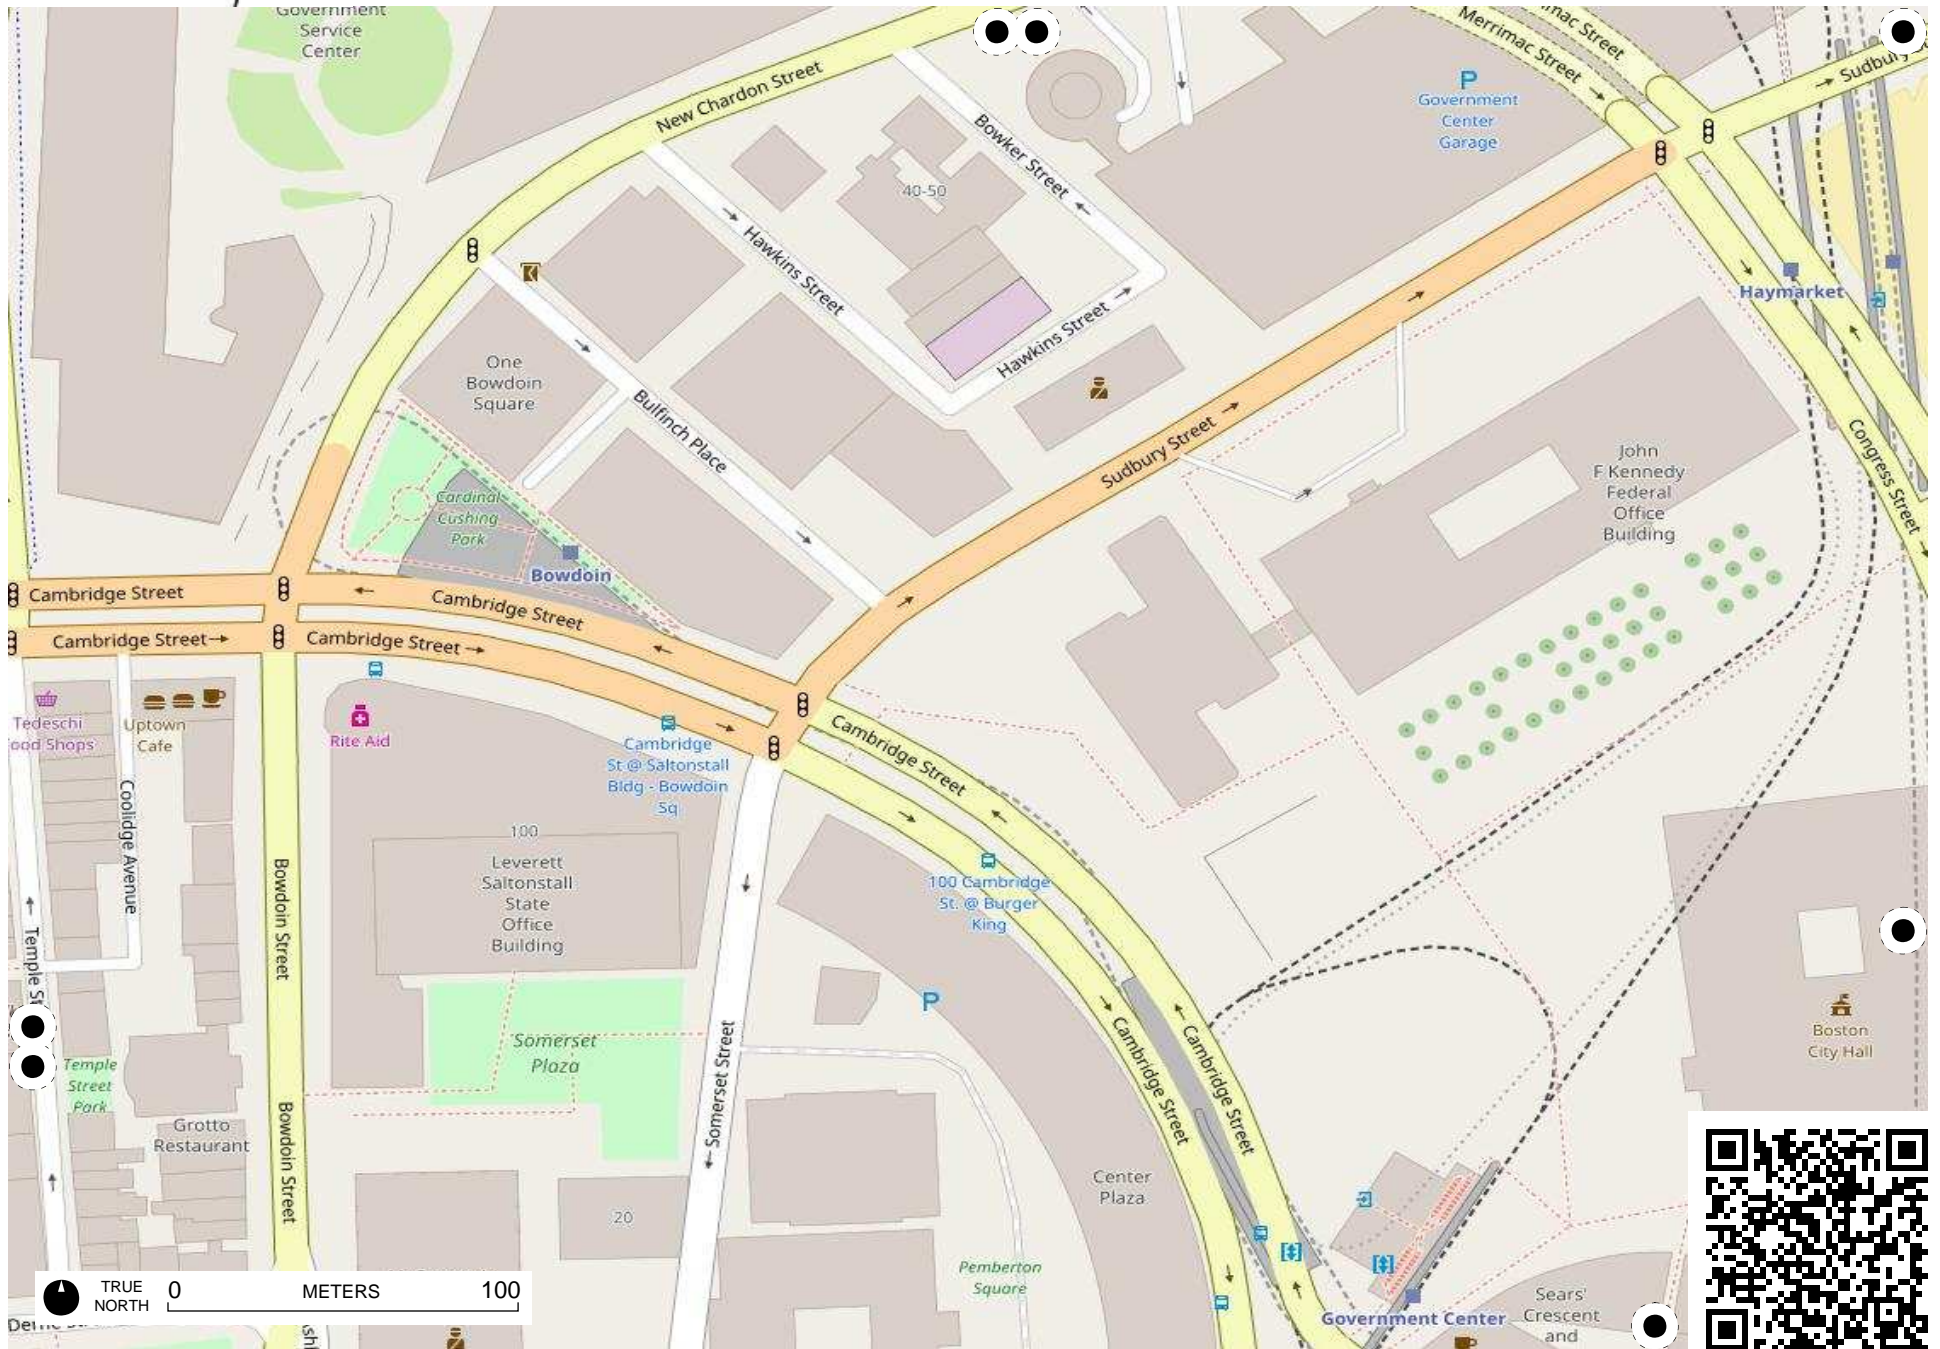 Government
Service
Center
New Chardon Street
Merrimac Street
Street
Sudbury
P
Government
Center
Garage
Bowker Street
40-50
Hawkins Street
Hawkins Street
Haymarket
One
Bowdoin
Square
Bulfinch Place
Sudbury Street
John
F Kennedy
Federal
Office
Building
Congress Street
Cardinal
Cushing
Park
Bowdoin
Cambridge Street
Cambridge Street
Cambridge Street
Cambridge Street
Cambridge Street
Tedeschi
ood Shops
Uptown
Cafe
Rite Aid
Cambridge
St @ Saltonstall
Bldg - Bowdoin
Sq
Coolidge Avenue
100
Leverett
Saltonstall
State
Office
Building
Bowdoin Street
100 Cambridge
St. @ Burger
King
Temple St
P
Somerset
Plaza
Somerset Street
Cambridge Street
Cambridge Street
Boston
City Hall
Temple
Street
Park
Grotto
Restaurant
Bowdoin Street
Center
Plaza
20
Pemberton
Square
TRUE
NORTH
0 METERS 100
Government Center
Sears'
Crescent
and